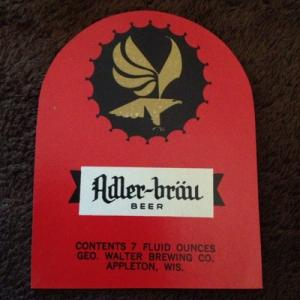 Adler-bräu
BEER
CONTENTS 7 FLUID OUNCES
GEO. WALTER BREWING CO.
APPLETON, WIS.